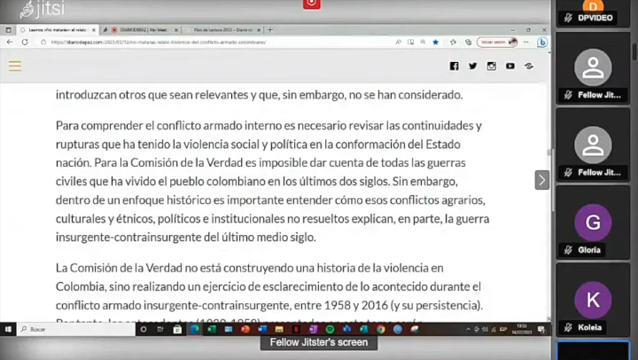 jitsi
DPVIDEO
Fellow Jit...
Fellow Jits...
Gloria
Koleia
introduzcan otros que sean relevantes y que, sin embargo, no se han considerado.
Para comprender el conflicto armado interno es necesario revisar las continuidades y
rupturas que ha tenido la violencia social y política en la conformación del Estado
nación. Para la Comisión de la Verdad es imposible dar cuenta de todas las guerras
civiles que ha vivido el pueblo colombiano en los últimos dos siglos. Sin embargo,
dentro de un enfoque histórico es importante entender cómo esos conflictos agrarios,
culturales y étnicos, políticos e institucionales no resueltos explican, en parte, la guerra
insurgente-contrainsurgente del último medio siglo.
La Comisión de la Verdad no está construyendo una historia de la violencia en
Colombia, sino realizando un ejercicio de esclarecimiento de lo acontecido durante el
conflicto armado insurgente-contrainsurgente, entre 1958 y 2016 (y su persistencia).
Buscar
Fellow Jitster's screen